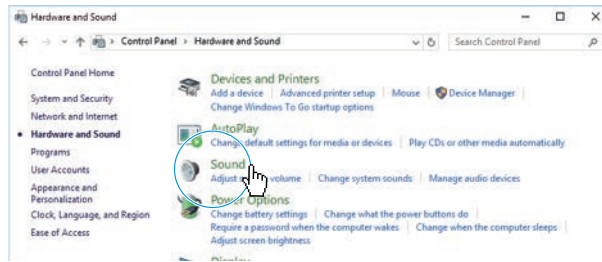 Hardware and Sound
Control Panel > Hardware and Sound
Search Control Panel
Control Panel Home
System and Security
Network and Internet
Hardware and Sound
Programs
User Accounts
Appearance and
Personalization
Clock, Language, and Region
Ease of Access
Devices and Printers
Add a device | Advanced printer setup | Mouse | Device Manager
Change Windows To Go startup options
AutoPlay
Change default settings for media or devices | Play CDs or other media automatically
Sound
Adjust volume | Change system sounds | Manage audio devices
Power Options
Change battery settings | Change what the power buttons do
Require a password when the computer wakes | Change when the computer sleeps
Adjust screen brightness